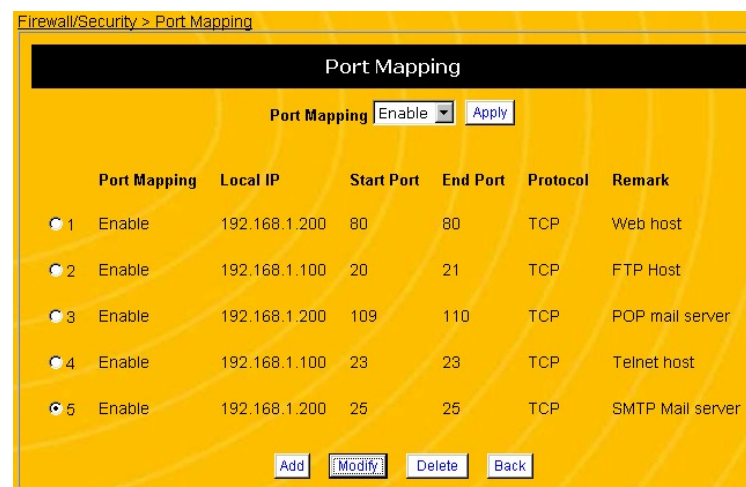 Firewall/Security > Port Mapping
Port Mapping
Port Mapping Enable Apply
Port Mapping Local IP Start Port End Port Protocol Remark
1 Enable 192.168.1.200 80 80 TCP Web host
2 Enable 192.168.1.100 20 21 TCP FTP Host
3 Enable 192.168.1.200 109 110 TCP POP mail server
4 Enable 192.168.1.100 23 23 TCP Telnet host
5 Enable 192.168.1.200 25 25 TCP SMTP Mail server
Add Modify Delete Back